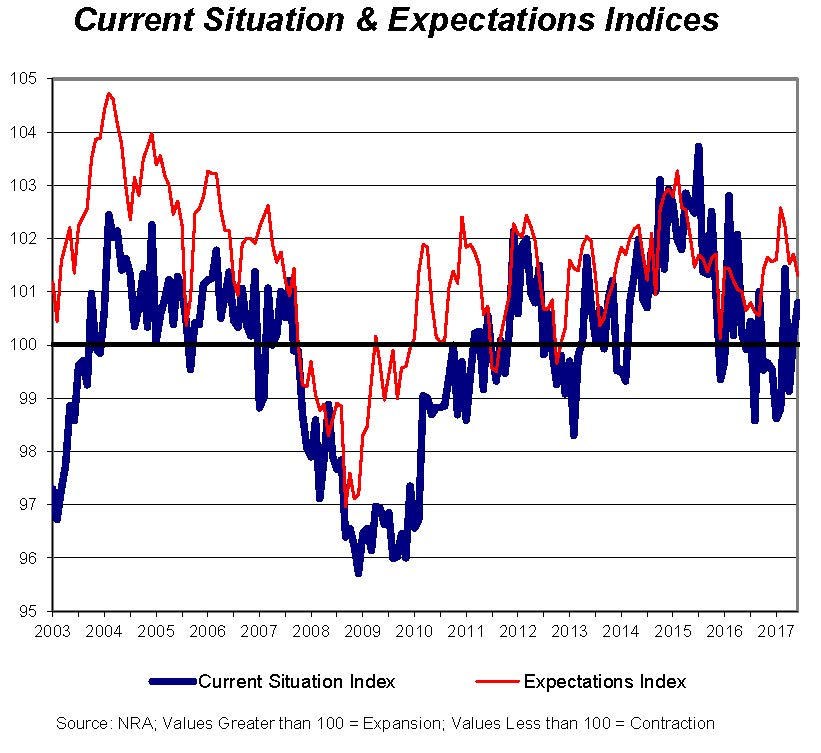 Current Situation & Expectations Indices
105
104
103
102
101
100
99
98
97
96
95
2003 2004 2005 2006 2007 2008 2009 2010 2011 2012 2013 2014 2015 2016 2017
Current Situation Index Expectations Index
Source: NRA; Values Greater than 100 = Expansion; Values Less than 100 = Contraction